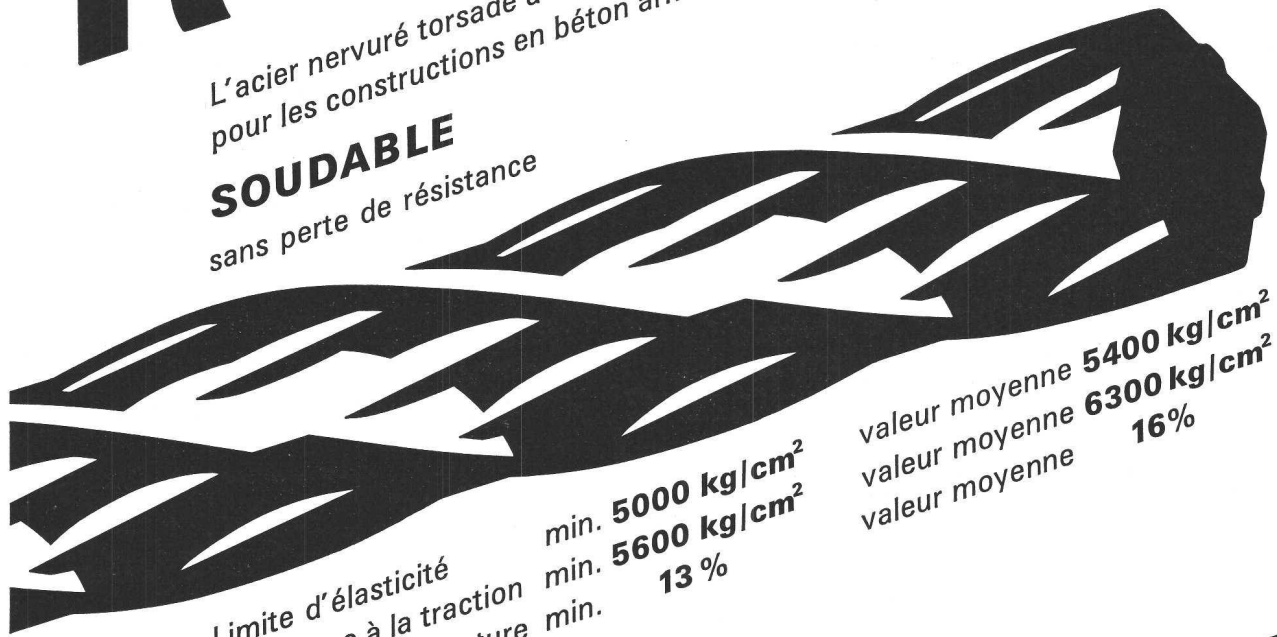 L'acier nervuré torsadé
pour les constructions en béton
SOUDABLE
sans perte de résistance
Limite d'élasticité min. 5000 kg/cm² valeur moyenne 5400 kg/cm²
à la traction min. 5600 kg/cm² valeur moyenne 6300 kg/cm²
min. 13 % valeur moyenne 16%